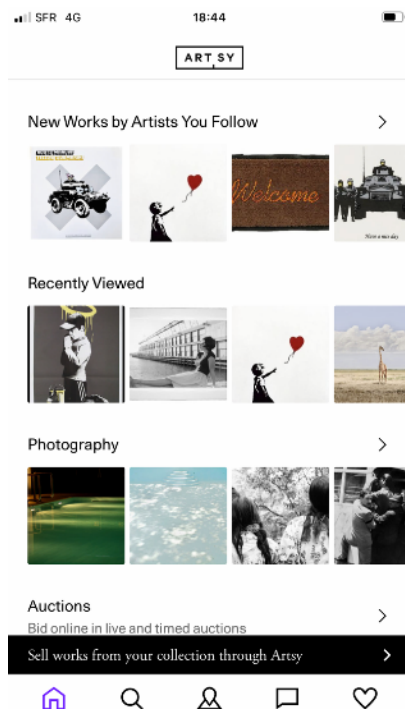 SFR 4G
18:44
ARTSY
New Works by Artists You Follow
Welcome
Recently Viewed
Photography
Auctions
Bid online in live and timed auctions
Sell works from your collection through Artsy